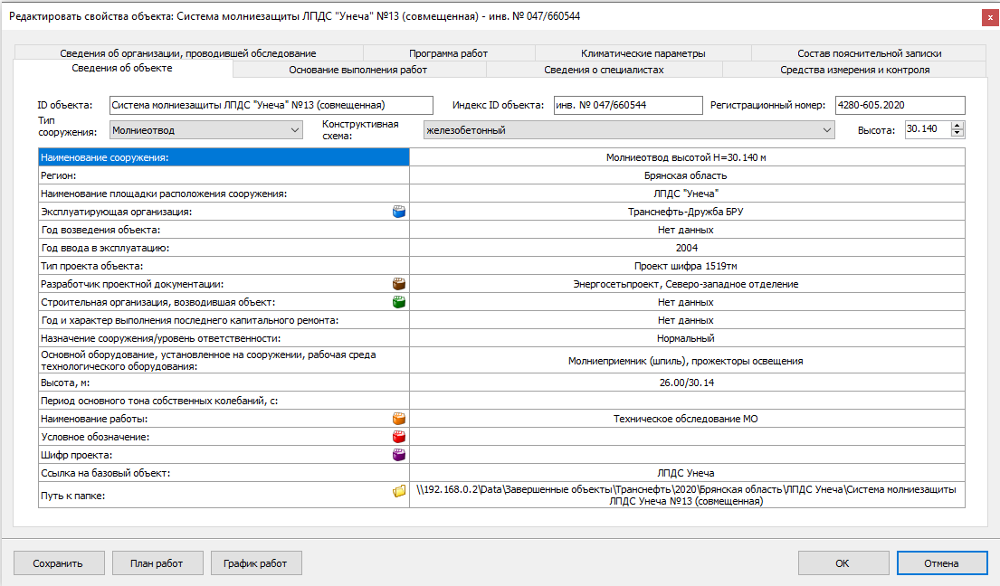 Редактировать свойства объекта: Система молниезащиты ЛПДС "Унеча" №13 (совмещенная) - инв. № 047/660544
x
Сведения об организации, проводившей обследование
Программа работ
Климатические параметры
Состав пояснительной записки
Сведения об объекте
Основание выполнения работ
Сведения о специалистах
Средства измерения и контроля
ID объекта:
Система молниезащиты ЛПДС "Унеча" №13 (совмещенная)
Индекс ID объекта:
инв. № 047/660544
Регистрационный номер:
4280-605.2020
Тип
сооружения:
Молниеотвод
Конструктивная
схема:
железобетонный
Высота:
30.140
Наименование сооружения:
Молниеотвод высотой H=30.140 м
Регион:
Брянская область
Наименование площадки расположения сооружения:
ЛПДС "Унеча"
Эксплуатирующая организация:
Транснефть-Дружба БРУ
Год возведения объекта:
Нет данных
Год ввода в эксплуатацию:
2004
Тип проекта объекта:
Проект шифра 1519тм
Разработчик проектной документации:
Энергосетьпроект, Северо-западное отделение
Строительная организация, возводившая объект:
Нет данных
Год и характер выполнения последнего капитального ремонта:
Нет данных
Назначение сооружения/уровень ответственности:
Нормальный
Основной оборудование, установленное на сооружении, рабочая среда
технологического оборудования:
Молниеприемник (шпиль), прожекторы освещения
Высота, м:
26.00/30.14
Период основного тона собственных колебаний, с:
Наименование работы:
Техническое обследование МО
Условное обозначение:
Шифр проекта:
Ссылка на базовый объект:
ЛПДС Унеча
Путь к папке:
\\192.168.0.2\Data\Завершенные объекты\Транснефть\2020\Брянская область\ЛПДС Унеча\Система молниезащиты
ЛПДС Унеча №13 (совмещенная)
Сохранить
План работ
График работ
ОК
Отмена